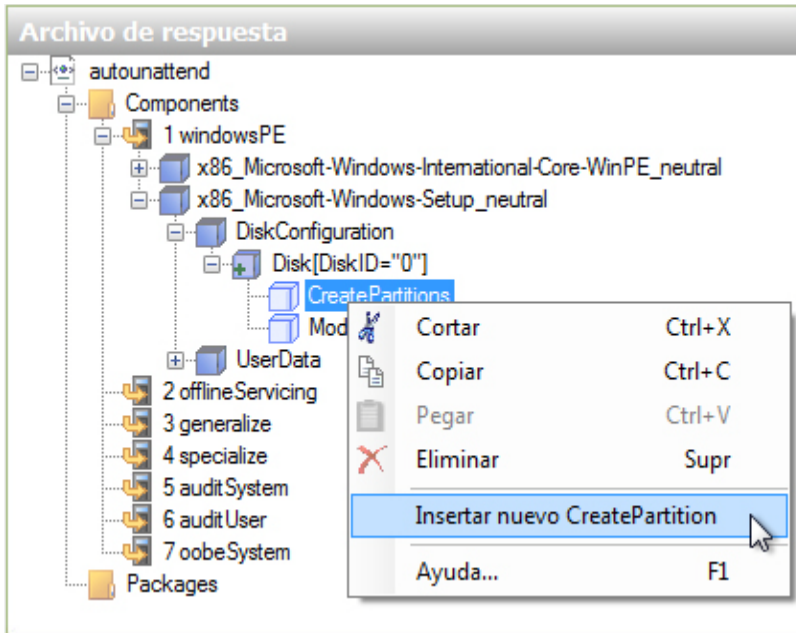 Archivo de respuesta
autounattend
Components
1 windowsPE
x86_Microsoft-Windows-International-Core-WinPE_neutral
x86_Microsoft-Windows-Setup_neutral
DiskConfiguration
Disk[DiskID="0"]
CreatePartitions
Mod
UserData
2 offlineServicing
3 generalize
4 specialize
5 auditSystem
6 auditUser
7 oobeSystem
Packages
Cortar Ctrl+X
Copiar Ctrl+C
Pegar Ctrl+V
Eliminar Supr
Insertar nuevo CreatePartition
Ayuda... F1